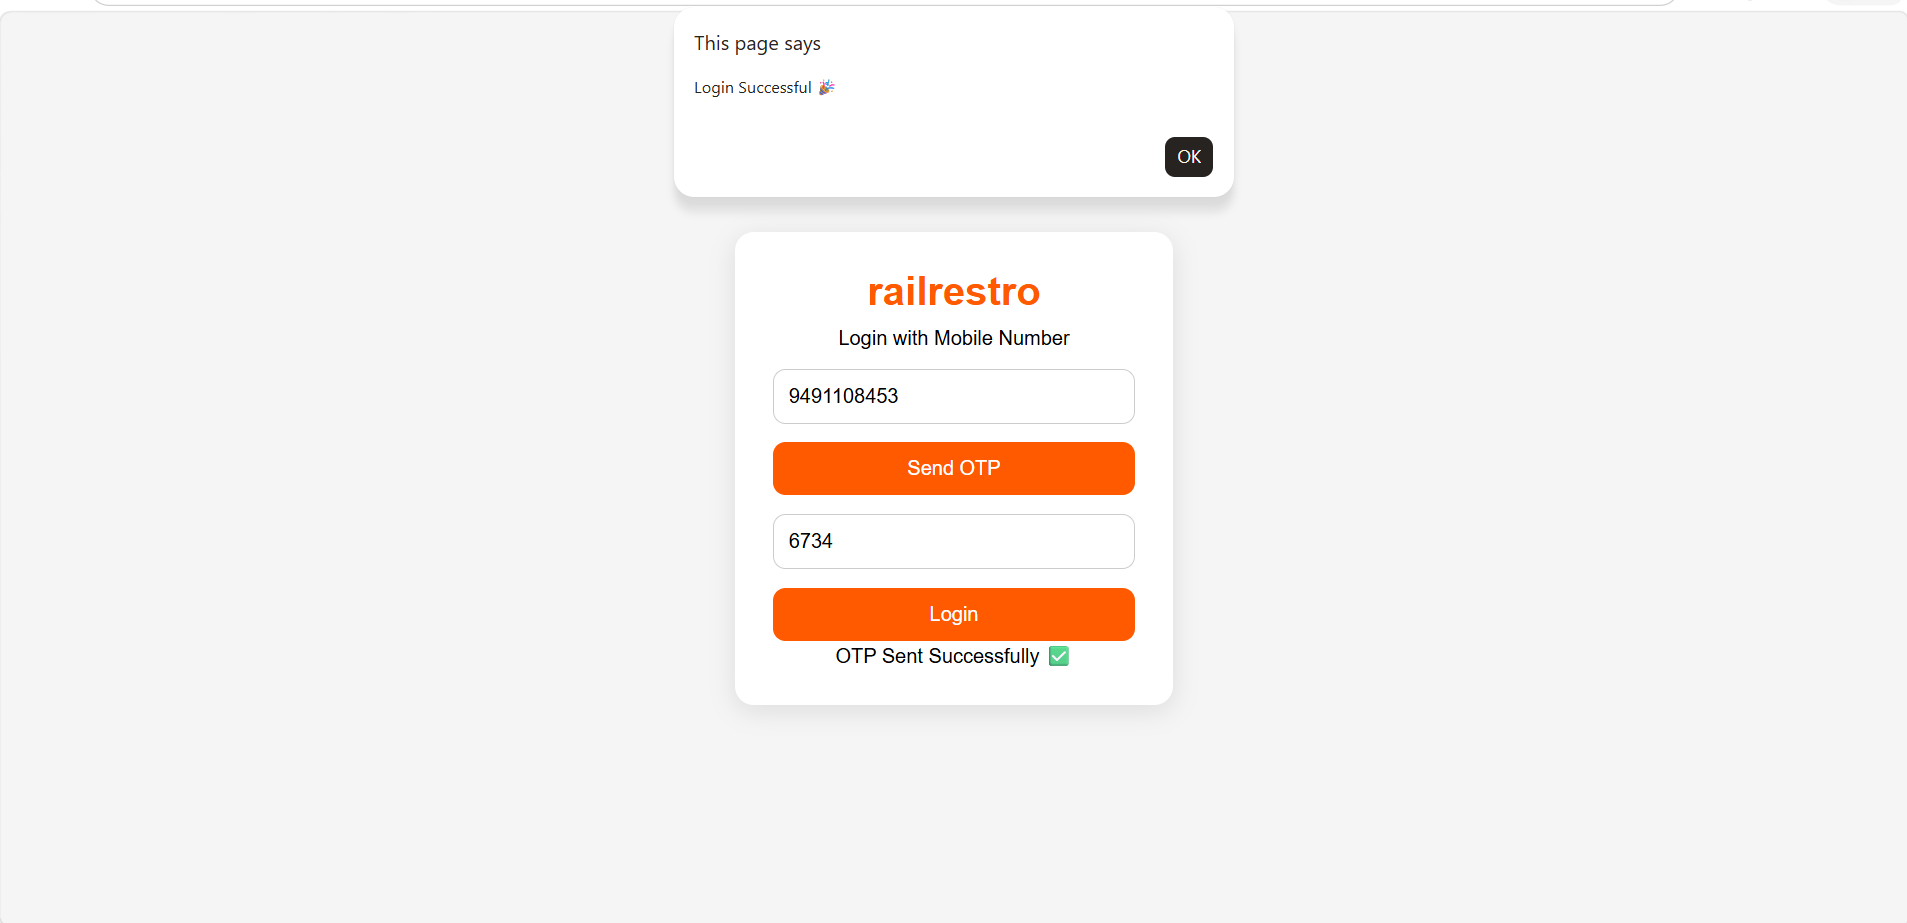 This page says
Login Successful 🎉
OK
railrestro
Login with Mobile Number
9491108453
Send OTP
6734
Login
OTP Sent Successfully ✅